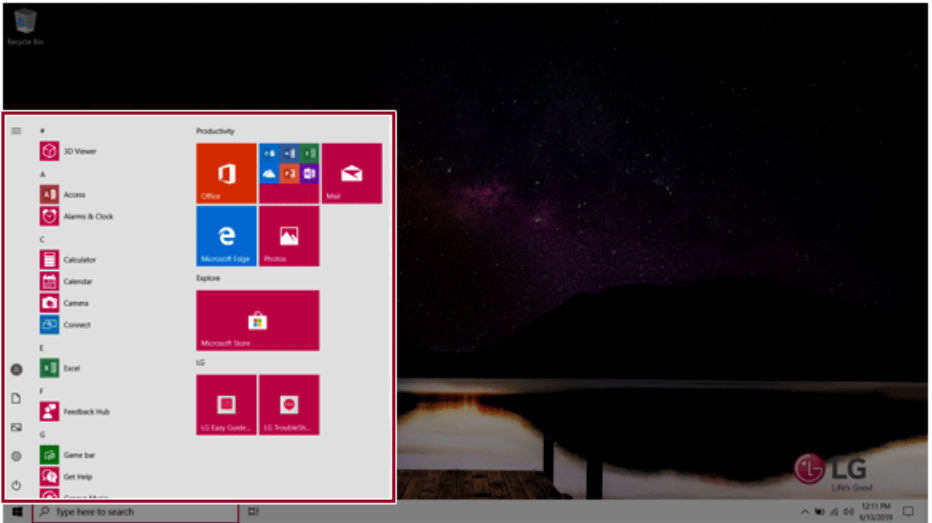 Recycle Bin
#
3D Viewer
A
Access
Alarms & Clock
C
Calculator
Calendar
Camera
Connect
E
Excel
F
Feedback Hub
G
Game bar
Get Help
Productivity
Office
Mail
Microsoft Edge
Photos
Explore
Microsoft Store
LG
LG Easy Guide...
LG TroubleSh...
LG
Life's Good
Type here to search
12:11 PM
6/13/2019